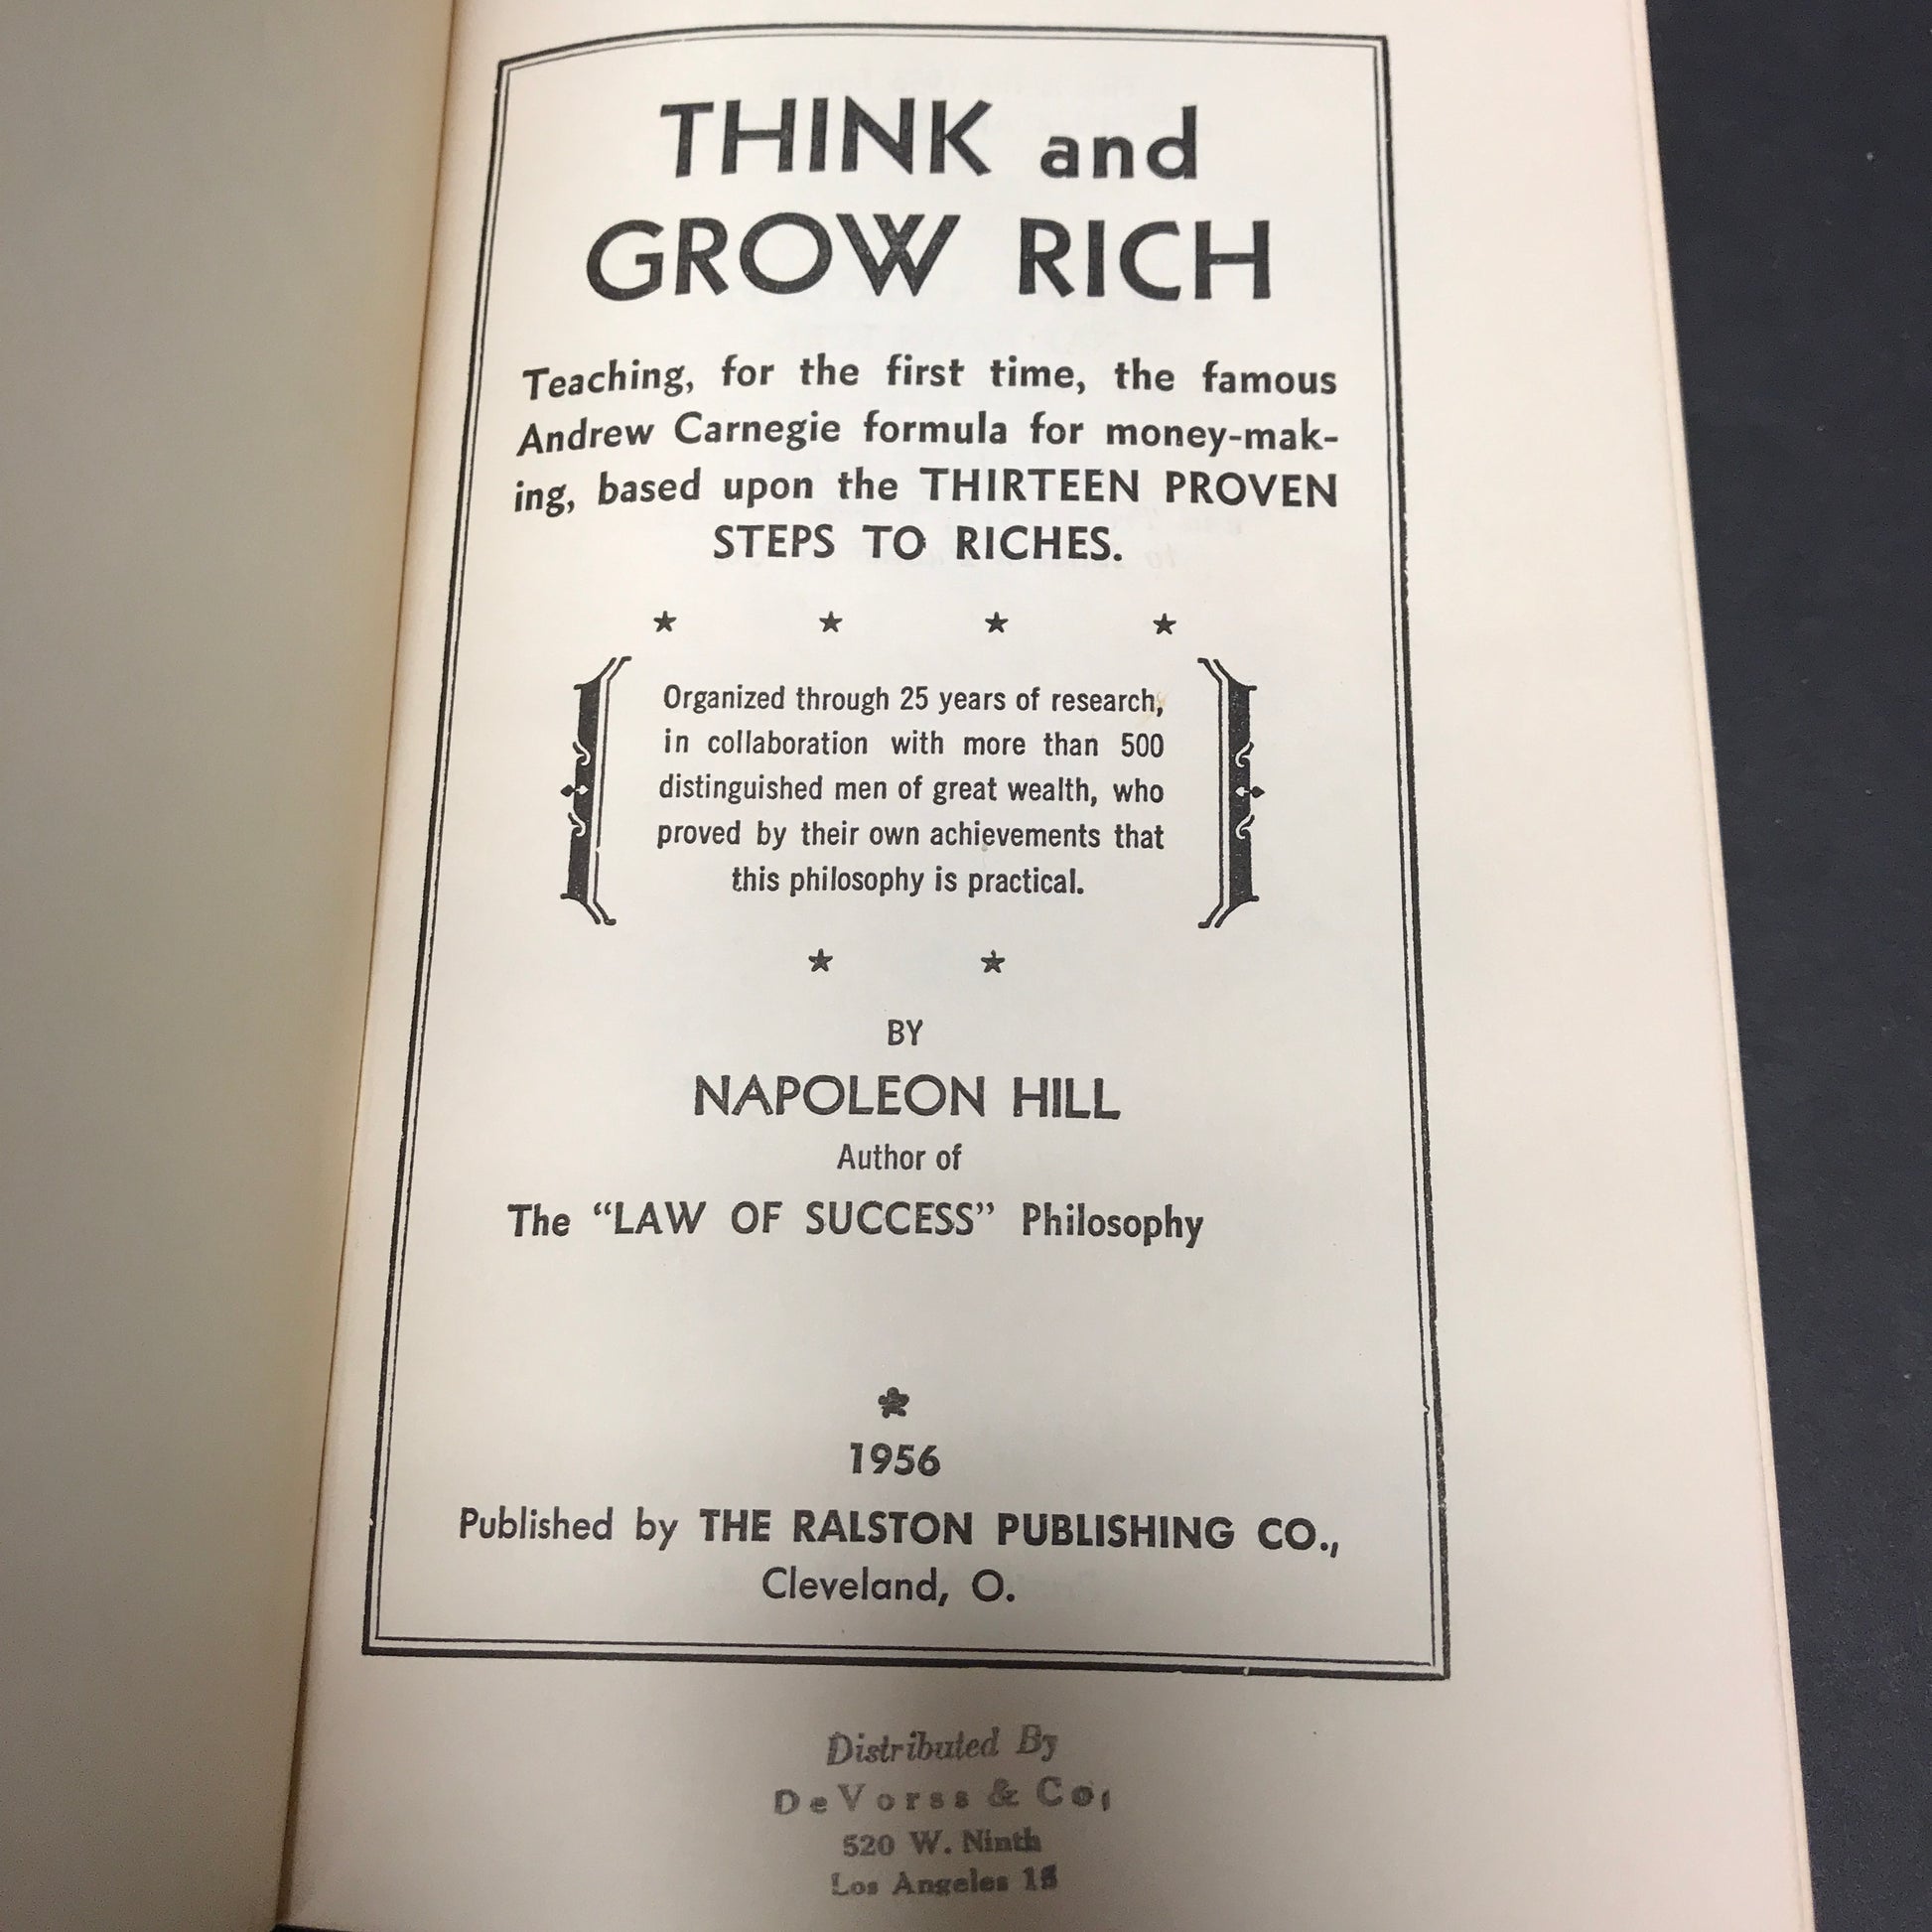 THINK and
GROW RICH
Teaching, for the first time, the famous
Andrew Carnegie formula for money-mak-
ing, based upon the THIRTEEN PROVEN
STEPS TO RICHES.
Organized through 25 years of research,
in collaboration with more than 500
distinguished men of great wealth, who
proved by their own achievements that
this philosophy is practical.
BY
NAPOLEON HILL
Author of
The “LAW OF SUCCESS” Philosophy
1956
Published by THE RALSTON PUBLISHING CO.,
Cleveland, O.
Distributed By
DeVorss & Co.
520 W. Ninth
Los Angeles